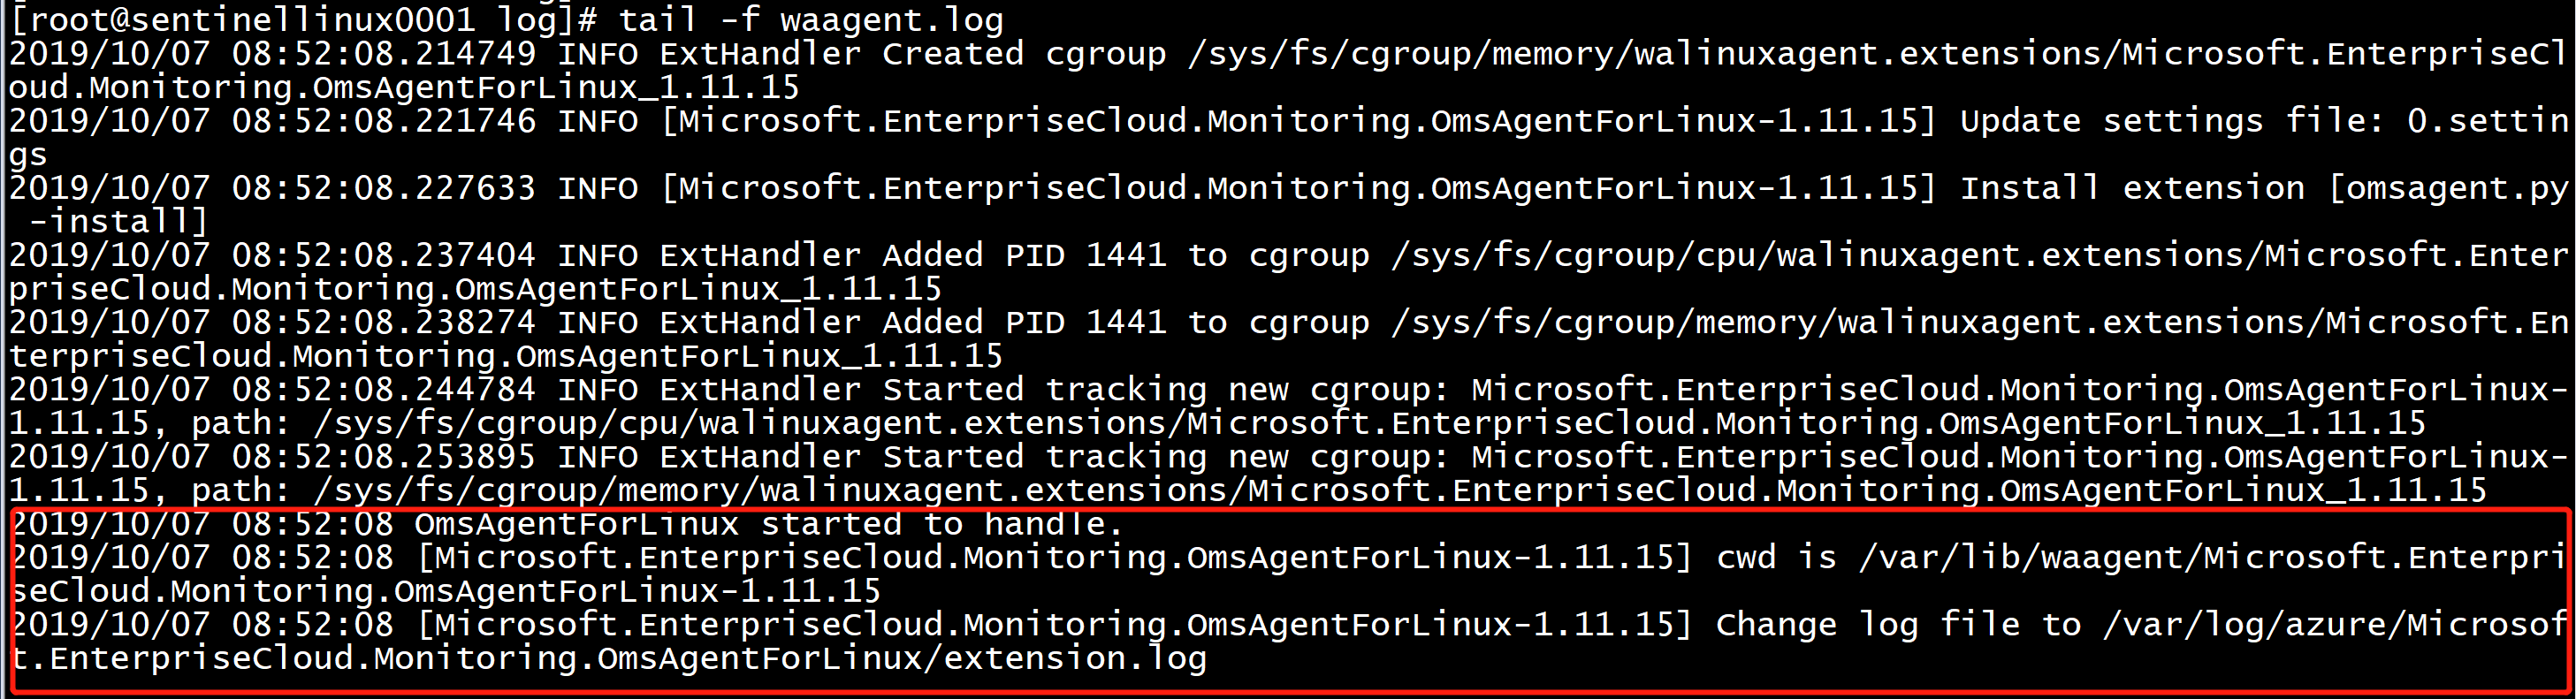 [root@sentinellinux0001 log]# tail -f waagent.log
2019/10/07 08:52:08.214749 INFO ExtHandler Created cgroup /sys/fs/cgroup/memory/walinuxagent.extensions/Microsoft.EnterpriseCl
oud.Monitoring.OmsAgentForLinux_1.11.15
2019/10/07 08:52:08.221746 INFO [Microsoft.EnterpriseCloud.Monitoring.OmsAgentForLinux-1.11.15] Update settings file: 0.settin
gs
2019/10/07 08:52:08.227633 INFO [Microsoft.EnterpriseCloud.Monitoring.OmsAgentForLinux-1.11.15] Install extension [omsagent.py
 -install]
2019/10/07 08:52:08.237404 INFO ExtHandler Added PID 1441 to cgroup /sys/fs/cgroup/cpu/walinuxagent.extensions/Microsoft.Enter
priseCloud.Monitoring.OmsAgentForLinux_1.11.15
2019/10/07 08:52:08.238274 INFO ExtHandler Added PID 1441 to cgroup /sys/fs/cgroup/memory/walinuxagent.extensions/Microsoft.En
terpriseCloud.Monitoring.OmsAgentForLinux_1.11.15
2019/10/07 08:52:08.244784 INFO ExtHandler Started tracking new cgroup: Microsoft.EnterpriseCloud.Monitoring.OmsAgentForLinux-
1.11.15, path: /sys/fs/cgroup/cpu/walinuxagent.extensions/Microsoft.EnterpriseCloud.Monitoring.OmsAgentForLinux_1.11.15
2019/10/07 08:52:08.253895 INFO ExtHandler Started tracking new cgroup: Microsoft.EnterpriseCloud.Monitoring.OmsAgentForLinux-
1.11.15, path: /sys/fs/cgroup/memory/walinuxagent.extensions/Microsoft.EnterpriseCloud.Monitoring.OmsAgentForLinux_1.11.15
2019/10/07 08:52:08 OmsAgentForLinux started to handle.
2019/10/07 08:52:08 [Microsoft.EnterpriseCloud.Monitoring.OmsAgentForLinux-1.11.15] cwd is /var/lib/waagent/Microsoft.Enterpri
seCloud.Monitoring.OmsAgentForLinux-1.11.15
2019/10/07 08:52:08 [Microsoft.EnterpriseCloud.Monitoring.OmsAgentForLinux-1.11.15] Change log file to /var/log/azure/Microsof
t.EnterpriseCloud.Monitoring.OmsAgentForLinux/extension.log